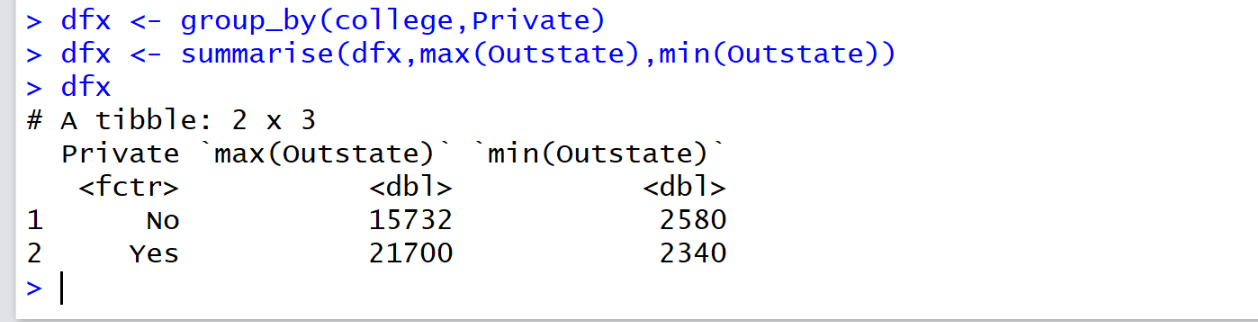 > dfx <- group_by(college,Private)
> dfx <- summarise(dfx,max(Outstate),min(Outstate))
> dfx
# A tibble: 2 x 3
  Private `max(Outstate)` `min(Outstate)`
   <fctr>           <dbl>           <dbl>
1      No           15732            2580
2     Yes           21700            2340
>